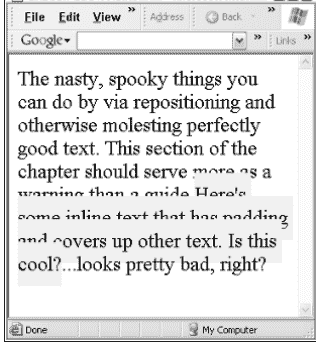 File Edit View » Address Back »
Google » Links »
The nasty, spooky things you
can do by via repositioning and
otherwise molesting perfectly
good text. This section of the
chapter should serve more as a
warning than a guide Here's
some inline text that has padding
and covers up other text. Is this
cool?...looks pretty bad, right?
Done My Computer